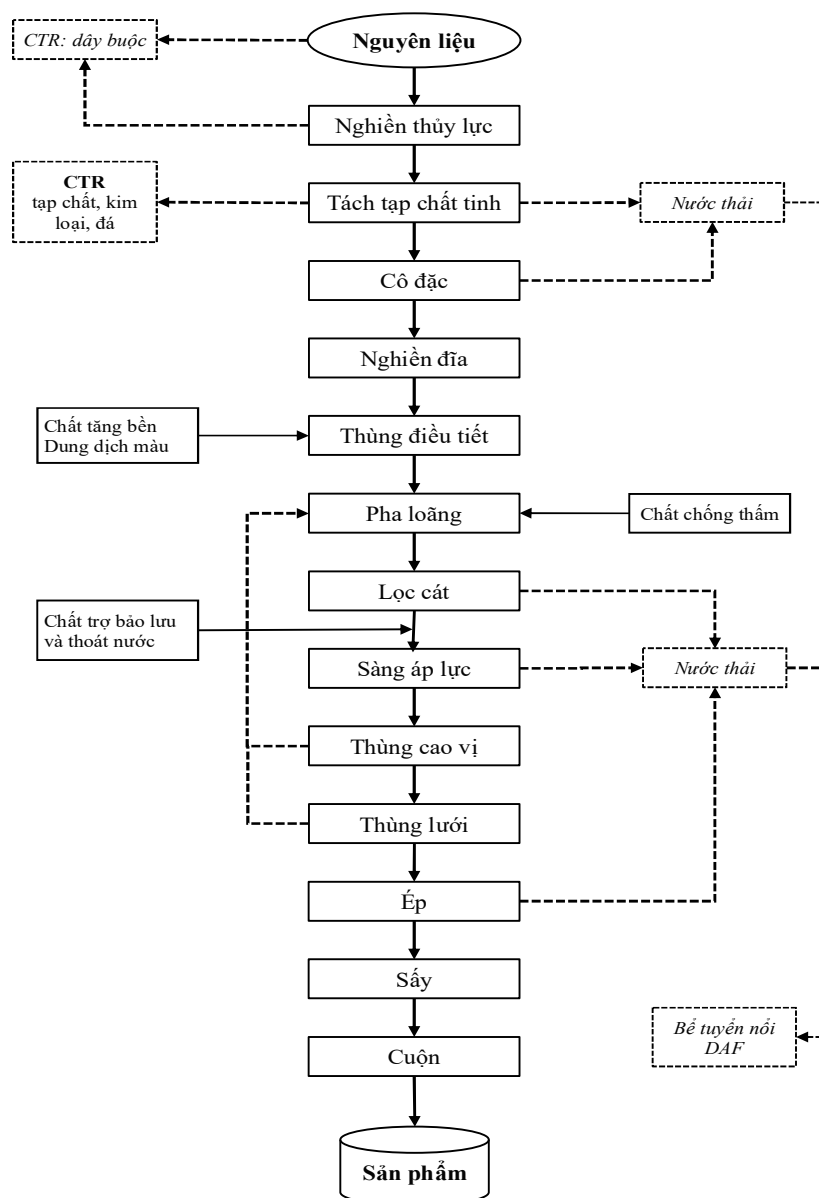 CTR: dây buộc
Nguyên liệu
Nghiền thủy lực
CTR
tạp chất, kim
loại, đá
Tách tạp chất tinh
Nước thải
Cô đặc
Nghiền đĩa
Chất tăng bền
Dung dịch màu
Thùng điều tiết
Pha loãng
Chất chống thấm
Lọc cát
Chất trợ bảo lưu
và thoát nước
Sàng áp lực
Nước thải
Thùng cao vị
Thùng lưới
Ép
Sấy
Bể tuyển nổi
DAF
Cuộn
Sản phẩm